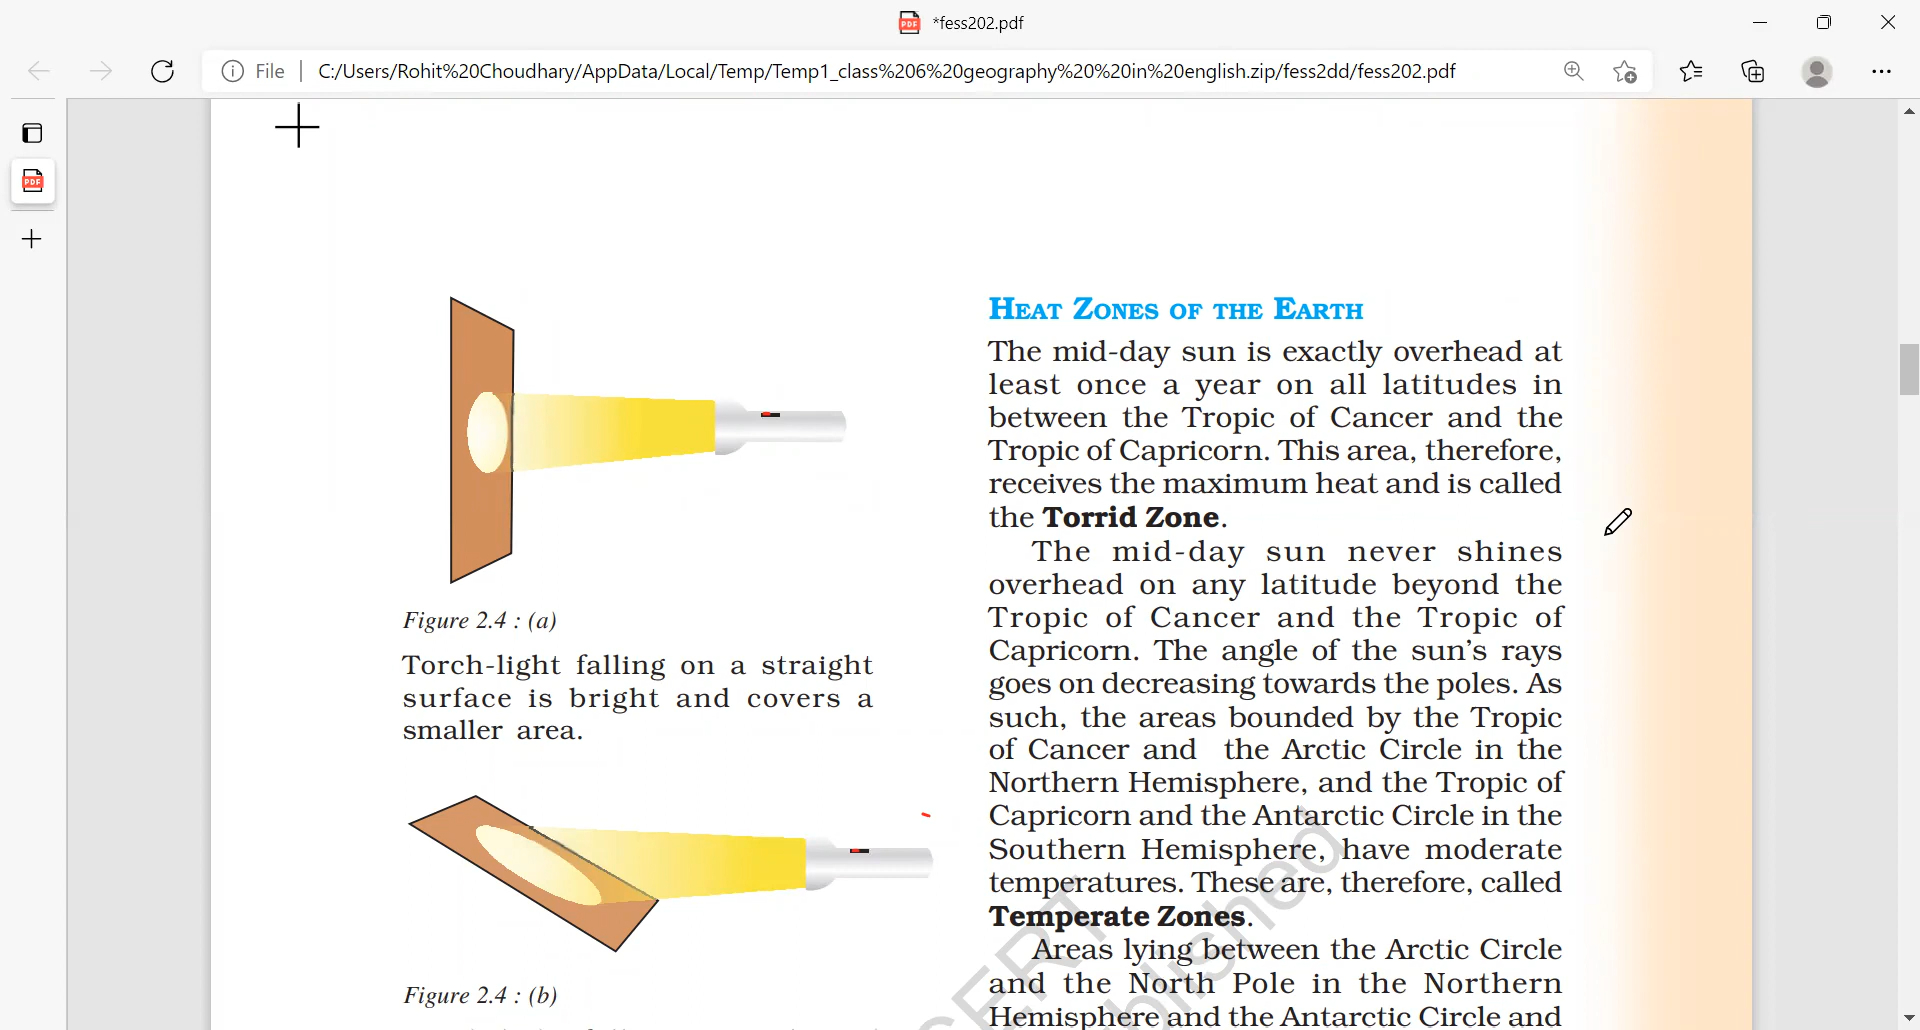 *fess202.pdf
File
C:/Users/Rohit%20Choudhary/AppData/Local/Temp/Temp1_class%206%20geography%20%20in%20english.zip/fess2dd/fess202.pdf
Figure 2.4 : (a)
Torch-light falling on a straight
surface is bright and covers a
smaller area.
Figure 2.4 : (b)
HEAT ZONES OF THE EARTH
The mid-day sun is exactly overhead at
least once a year on all latitudes in
between the Tropic of Cancer and the
Tropic of Capricorn. This area, therefore,
receives the maximum heat and is called
the Torrid Zone.
The mid-day sun never shines
overhead on any latitude beyond the
Tropic of Cancer and the Tropic of
Capricorn. The angle of the sun's rays
goes on decreasing towards the poles. As
such, the areas bounded by the Tropic
of Cancer and the Arctic Circle in the
Northern Hemisphere, and the Tropic of
Capricorn and the Antarctic Circle in the
Southern Hemisphere, have moderate
temperatures. These are, therefore, called
Temperate Zones.
Areas lying between the Arctic Circle
and the North Pole in the Northern
Hemisphere and the Antarctic Circle and